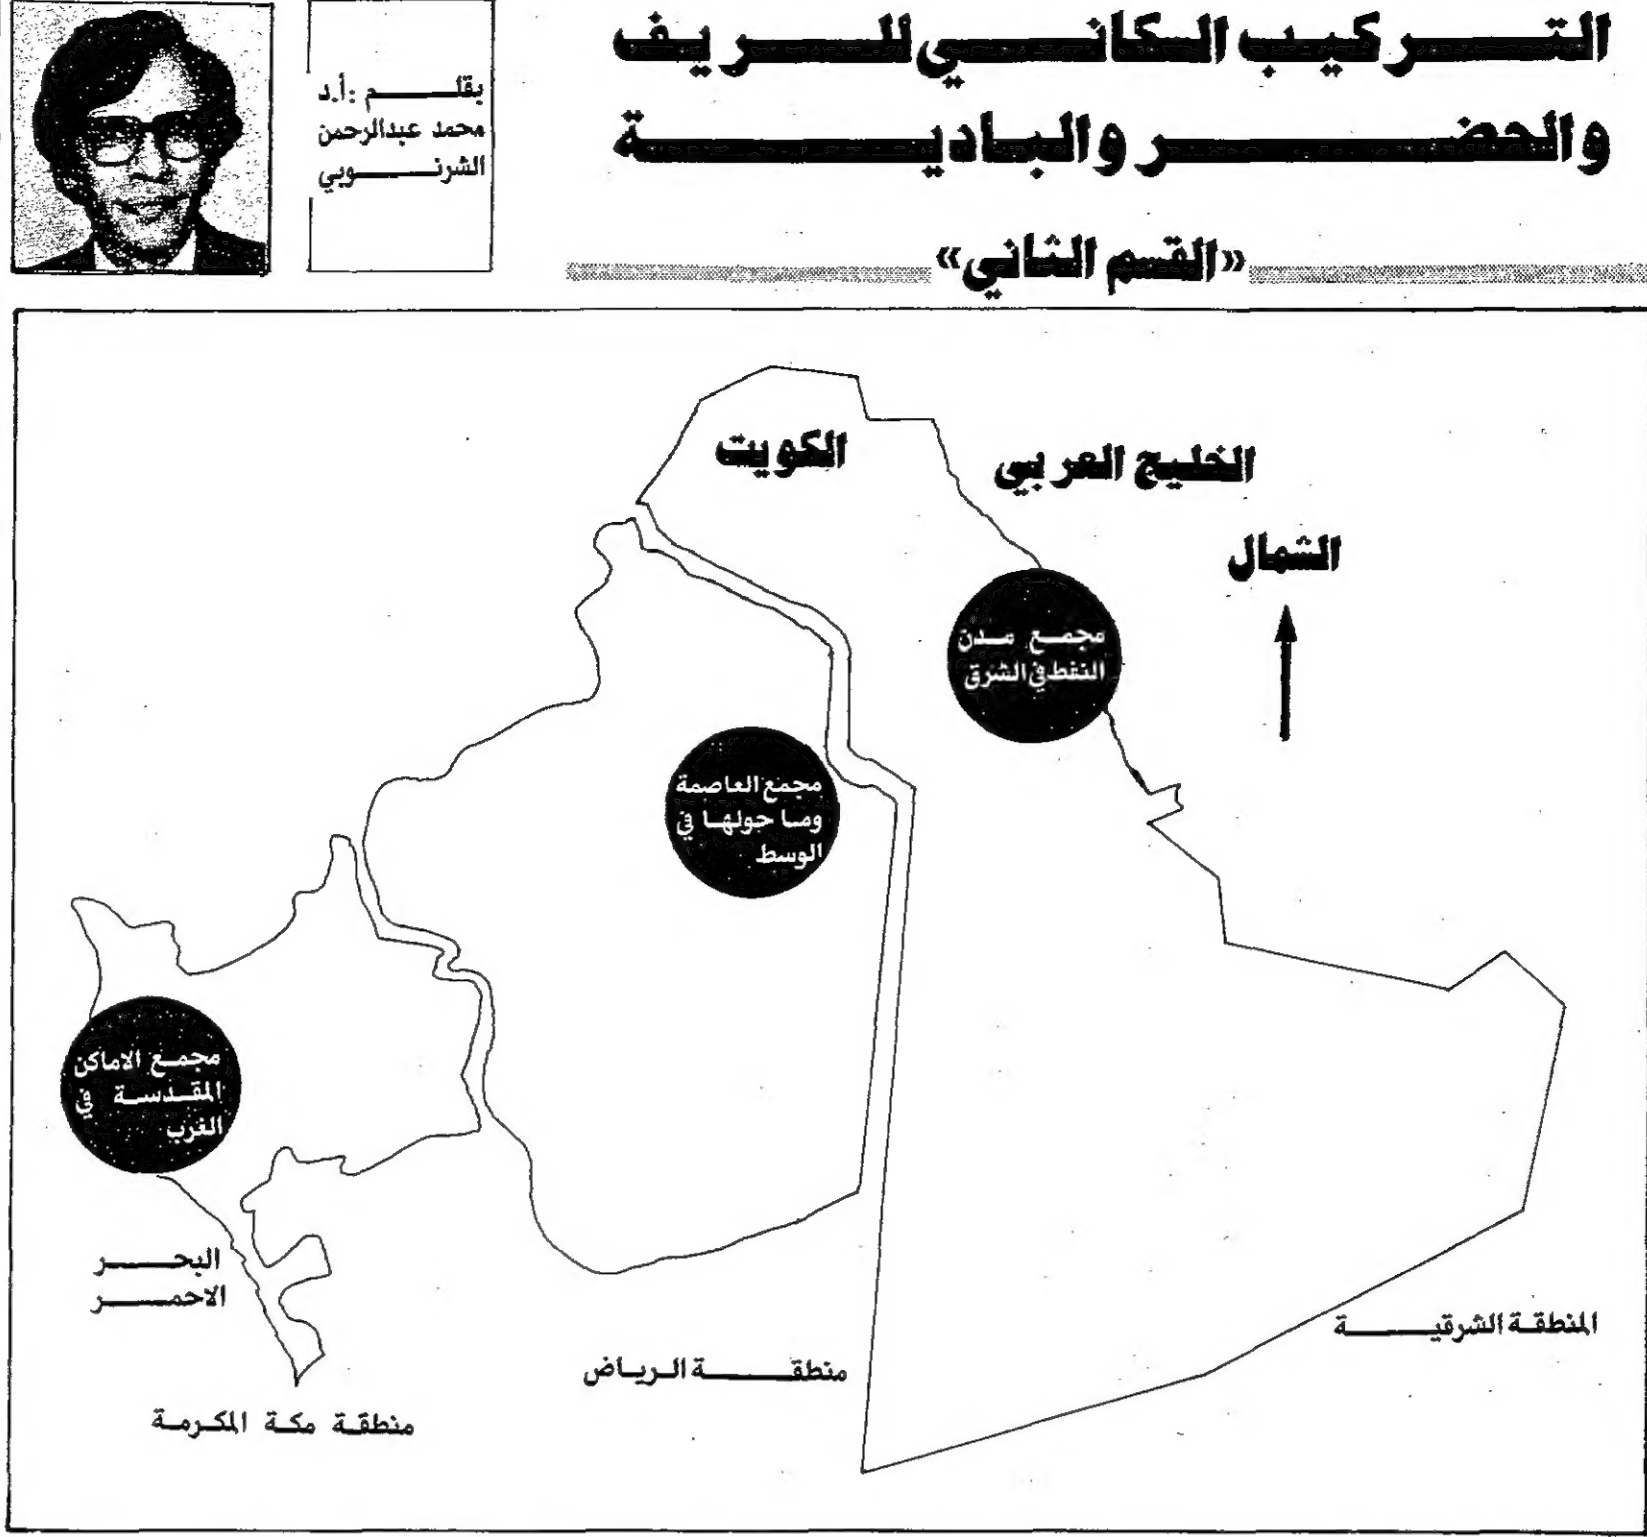 التركيب السكاني للريف
والحضر والبادية
«القسم الثاني»
بقلم : أ.د
محمد عبدالرحمن
الشرنوبي
الكويت
الخليج العربي
الشمال
مجمع مدن
النفط في الشرق
مجمع العاصمة
وما حولها في
الوسط
مجمع الاماكن
المقدسة في
الغرب
البحر
الاحمر
المنطقة الشرقية
منطقة الرياض
منطقة مكة المكرمة